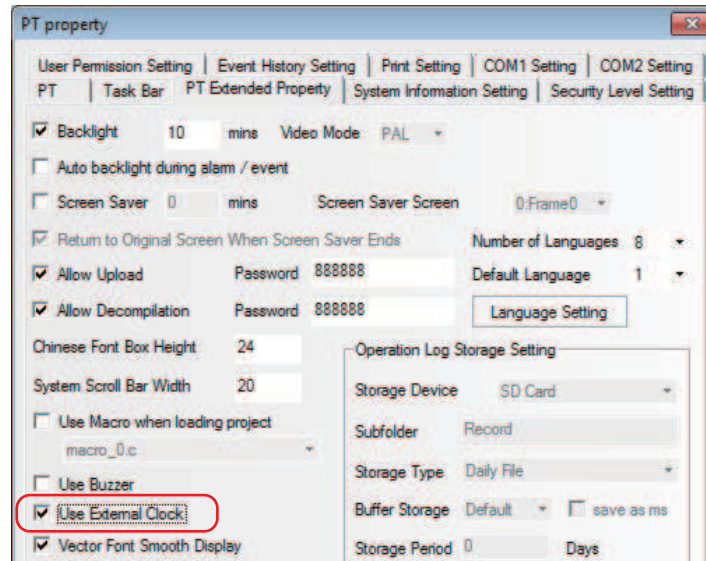 PT property
User Permission Setting Event History Setting Print Setting COM1 Setting COM2 Setting
PT Task Bar PT Extended Property System Information Setting Security Level Setting
Backlight 10 mins Video Mode PAL
Auto backlight during alarm / event
Screen Saver 0 mins Screen Saver Screen 0:Frame0
Return to Original Screen When Screen Saver Ends Number of Languages 8
Allow Upload Password 888888 Default Language 1
Allow Decompilation Password 888888 Language Setting
Chinese Font Box Height 24 Operation Log Storage Setting
System Scroll Bar Width 20 Storage Device SD Card
Use Macro when loading project Subfolder Record
macro_0.c
Storage Type Daily File
Use Buzzer
Use External Clock Buffer Storage Default save as ms
Vector Font Smooth Display Storage Period 0 Days